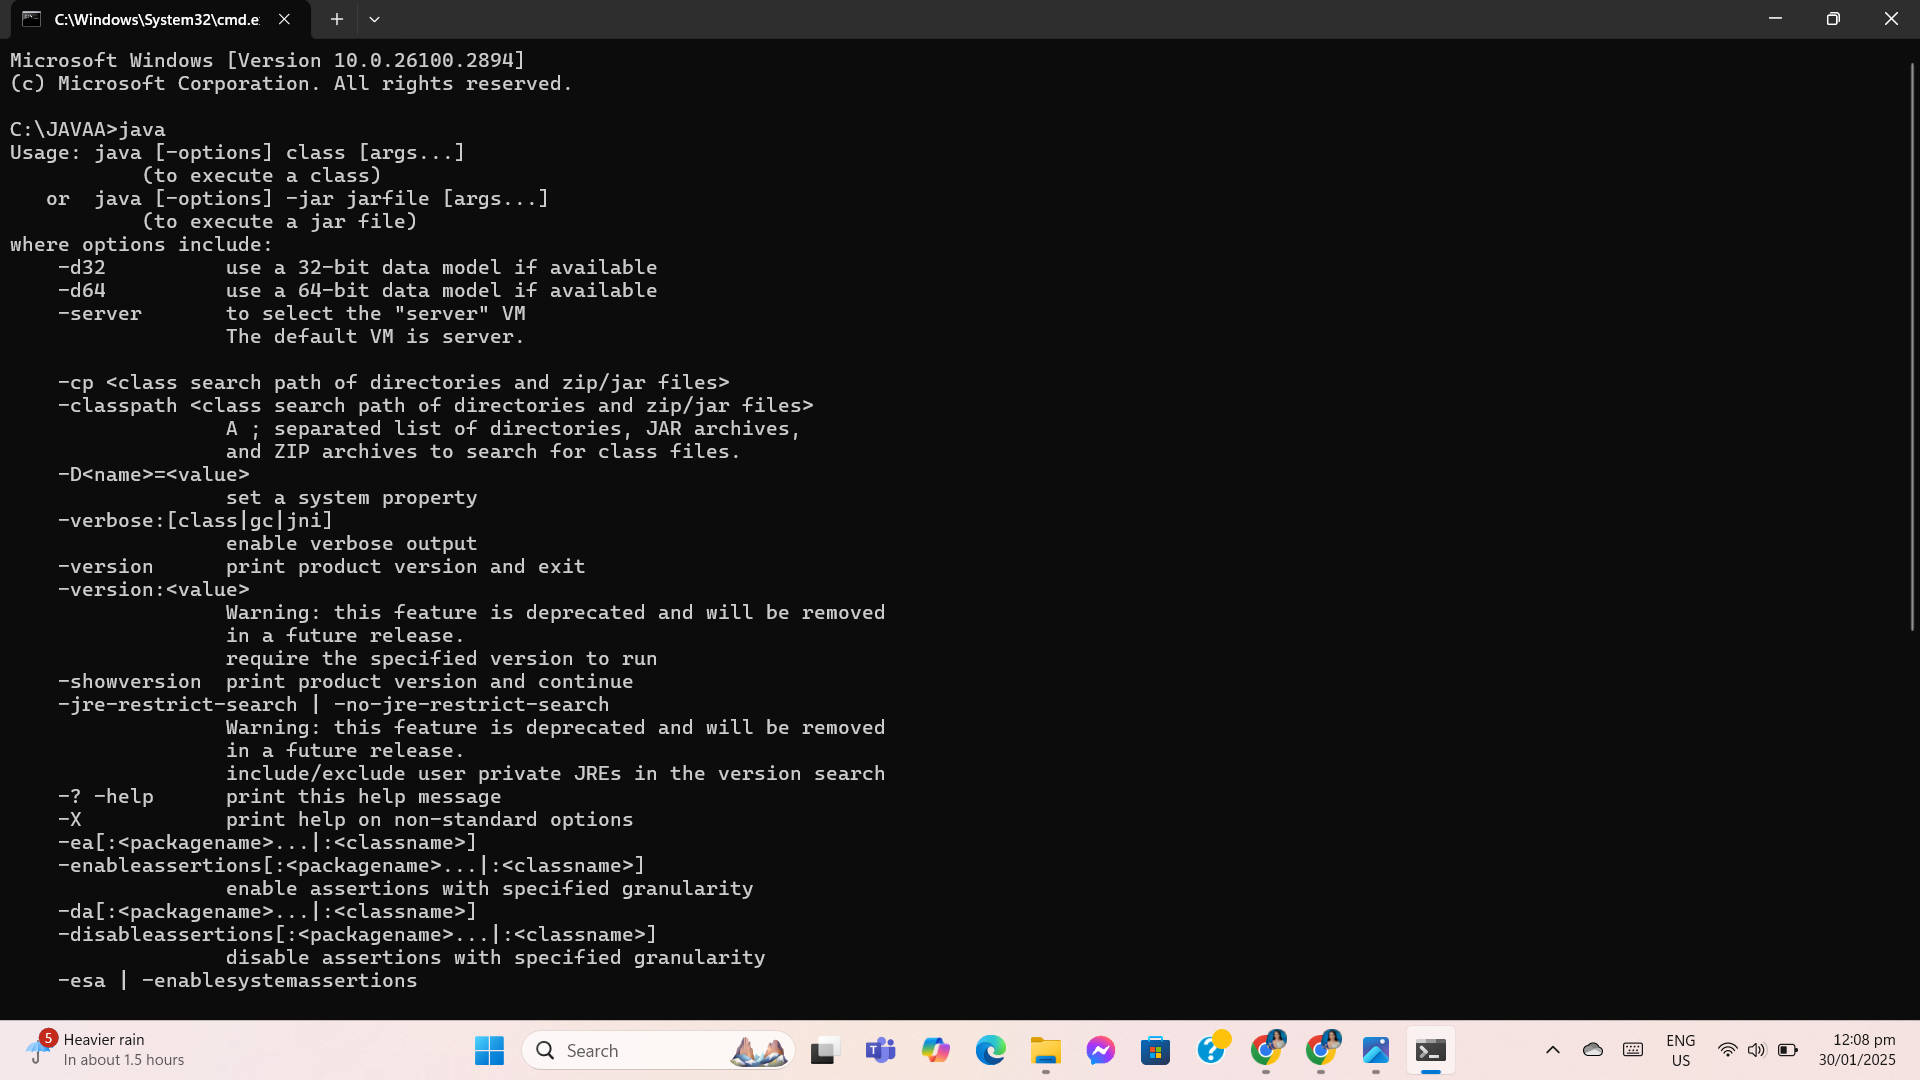 C:\Windows\System32\cmd.e
Microsoft Windows [Version 10.0.26100.2894]
(c) Microsoft Corporation. All rights reserved.
C:\JAVAA>java
Usage: java [-options] class [args...]
(to execute a class)
or  java [-options] -jar jarfile [args...]
(to execute a jar file)
where options include:
-d32          use a 32-bit data model if available
-d64          use a 64-bit data model if available
-server       to select the "server" VM
The default VM is server.
-cp <class search path of directories and zip/jar files>
-classpath <class search path of directories and zip/jar files>
A ; separated list of directories, JAR archives,
and ZIP archives to search for class files.
-D<name>=<value>
set a system property
-verbose:[class|gc|jni]
enable verbose output
-version      print product version and exit
-version:<value>
Warning: this feature is deprecated and will be removed
in a future release.
require the specified version to run
-showversion  print product version and continue
-jre-restrict-search | -no-jre-restrict-search
Warning: this feature is deprecated and will be removed
in a future release.
include/exclude user private JREs in the version search
-? -help      print this help message
-X            print help on non-standard options
-ea[:<packagename>...|:<classname>]
-enableassertions[:<packagename>...|:<classname>]
enable assertions with specified granularity
-da[:<packagename>...|:<classname>]
-disableassertions[:<packagename>...|:<classname>]
disable assertions with specified granularity
-esa | -enablesystemassertions
5
Heavier rain
In about 1.5 hours
Search
ENG
US
12:08 pm
30/01/2025